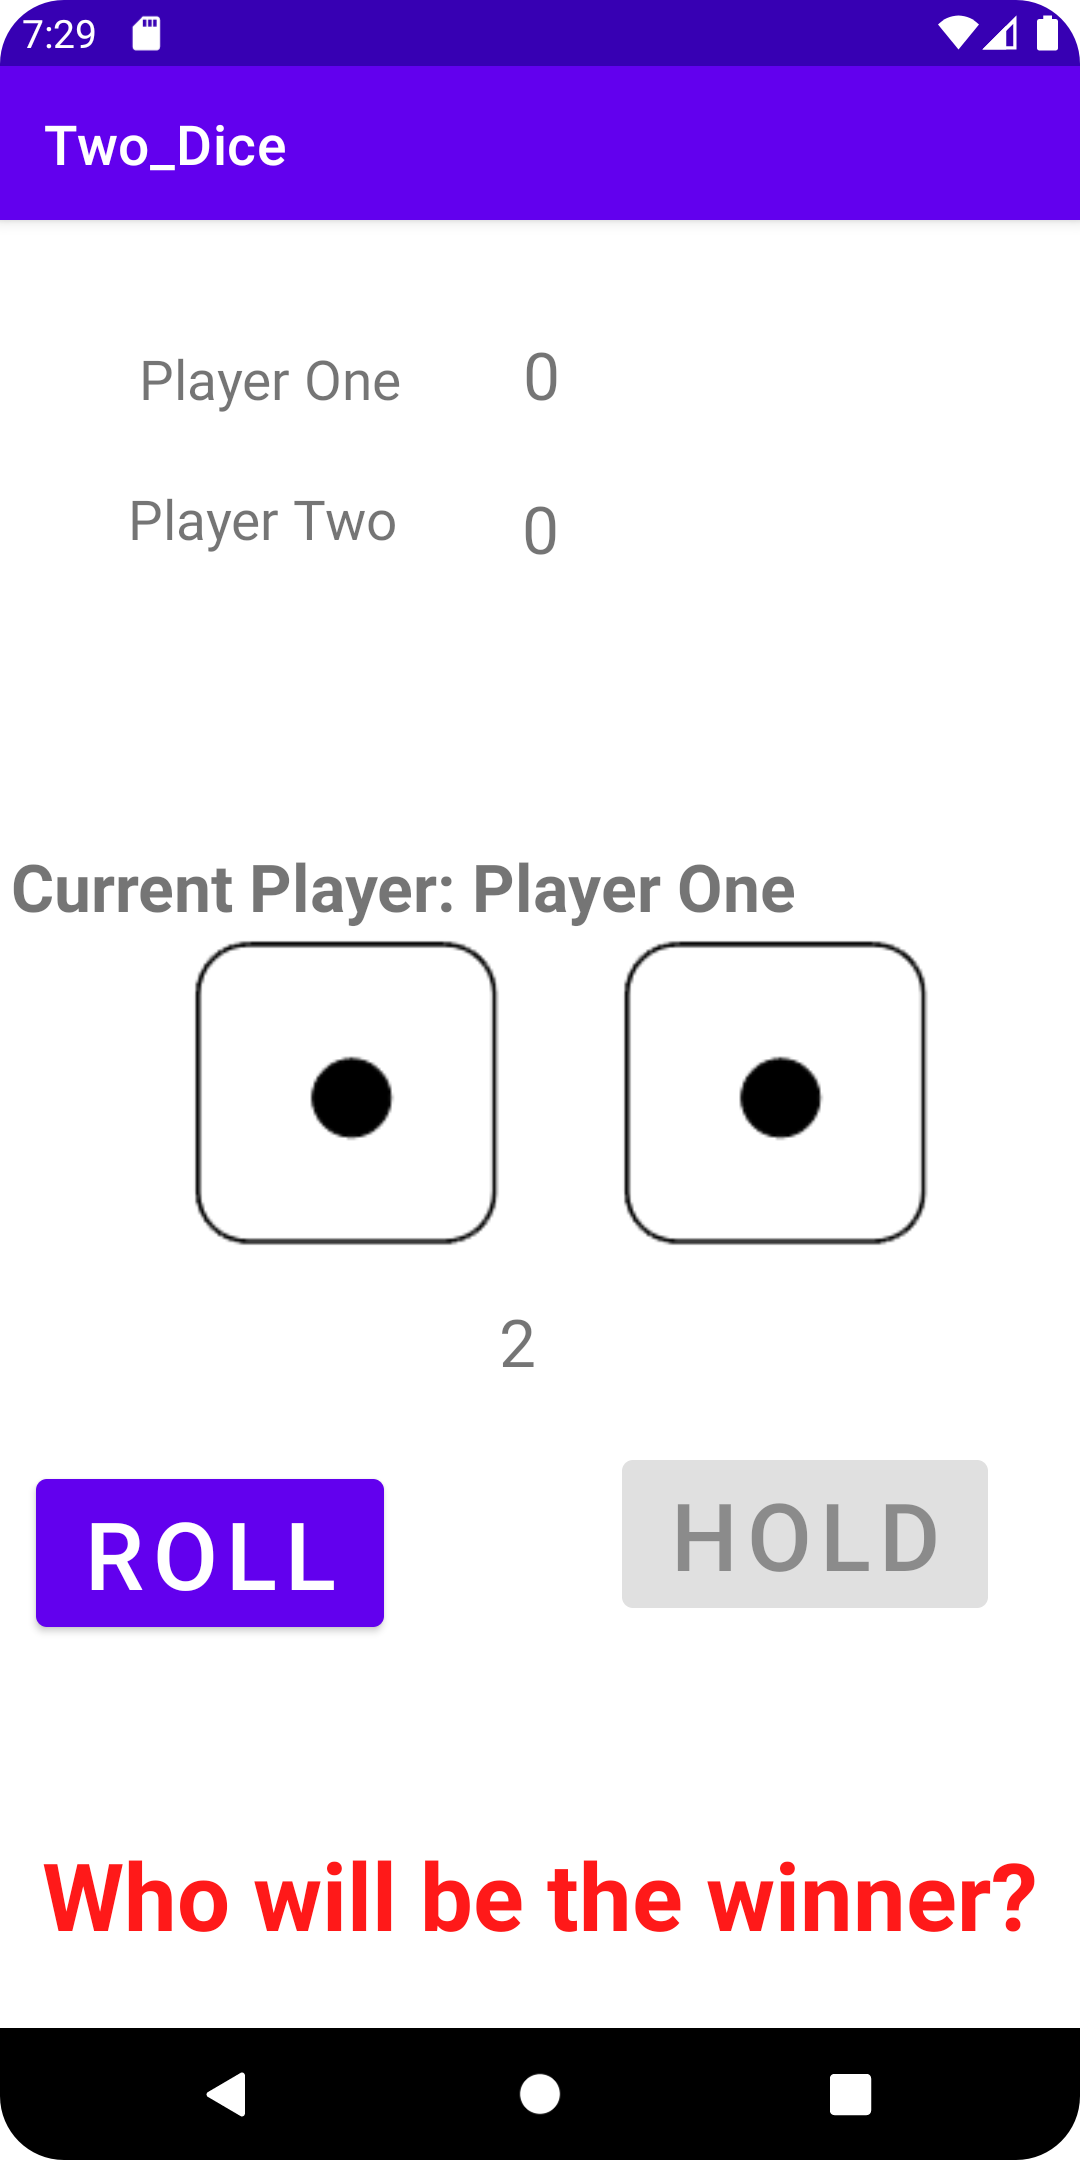 7:29
Two_Dice
Player One 0
Player Two 0
Current Player: Player One
2
ROLL HOLD
Who will be the winner?